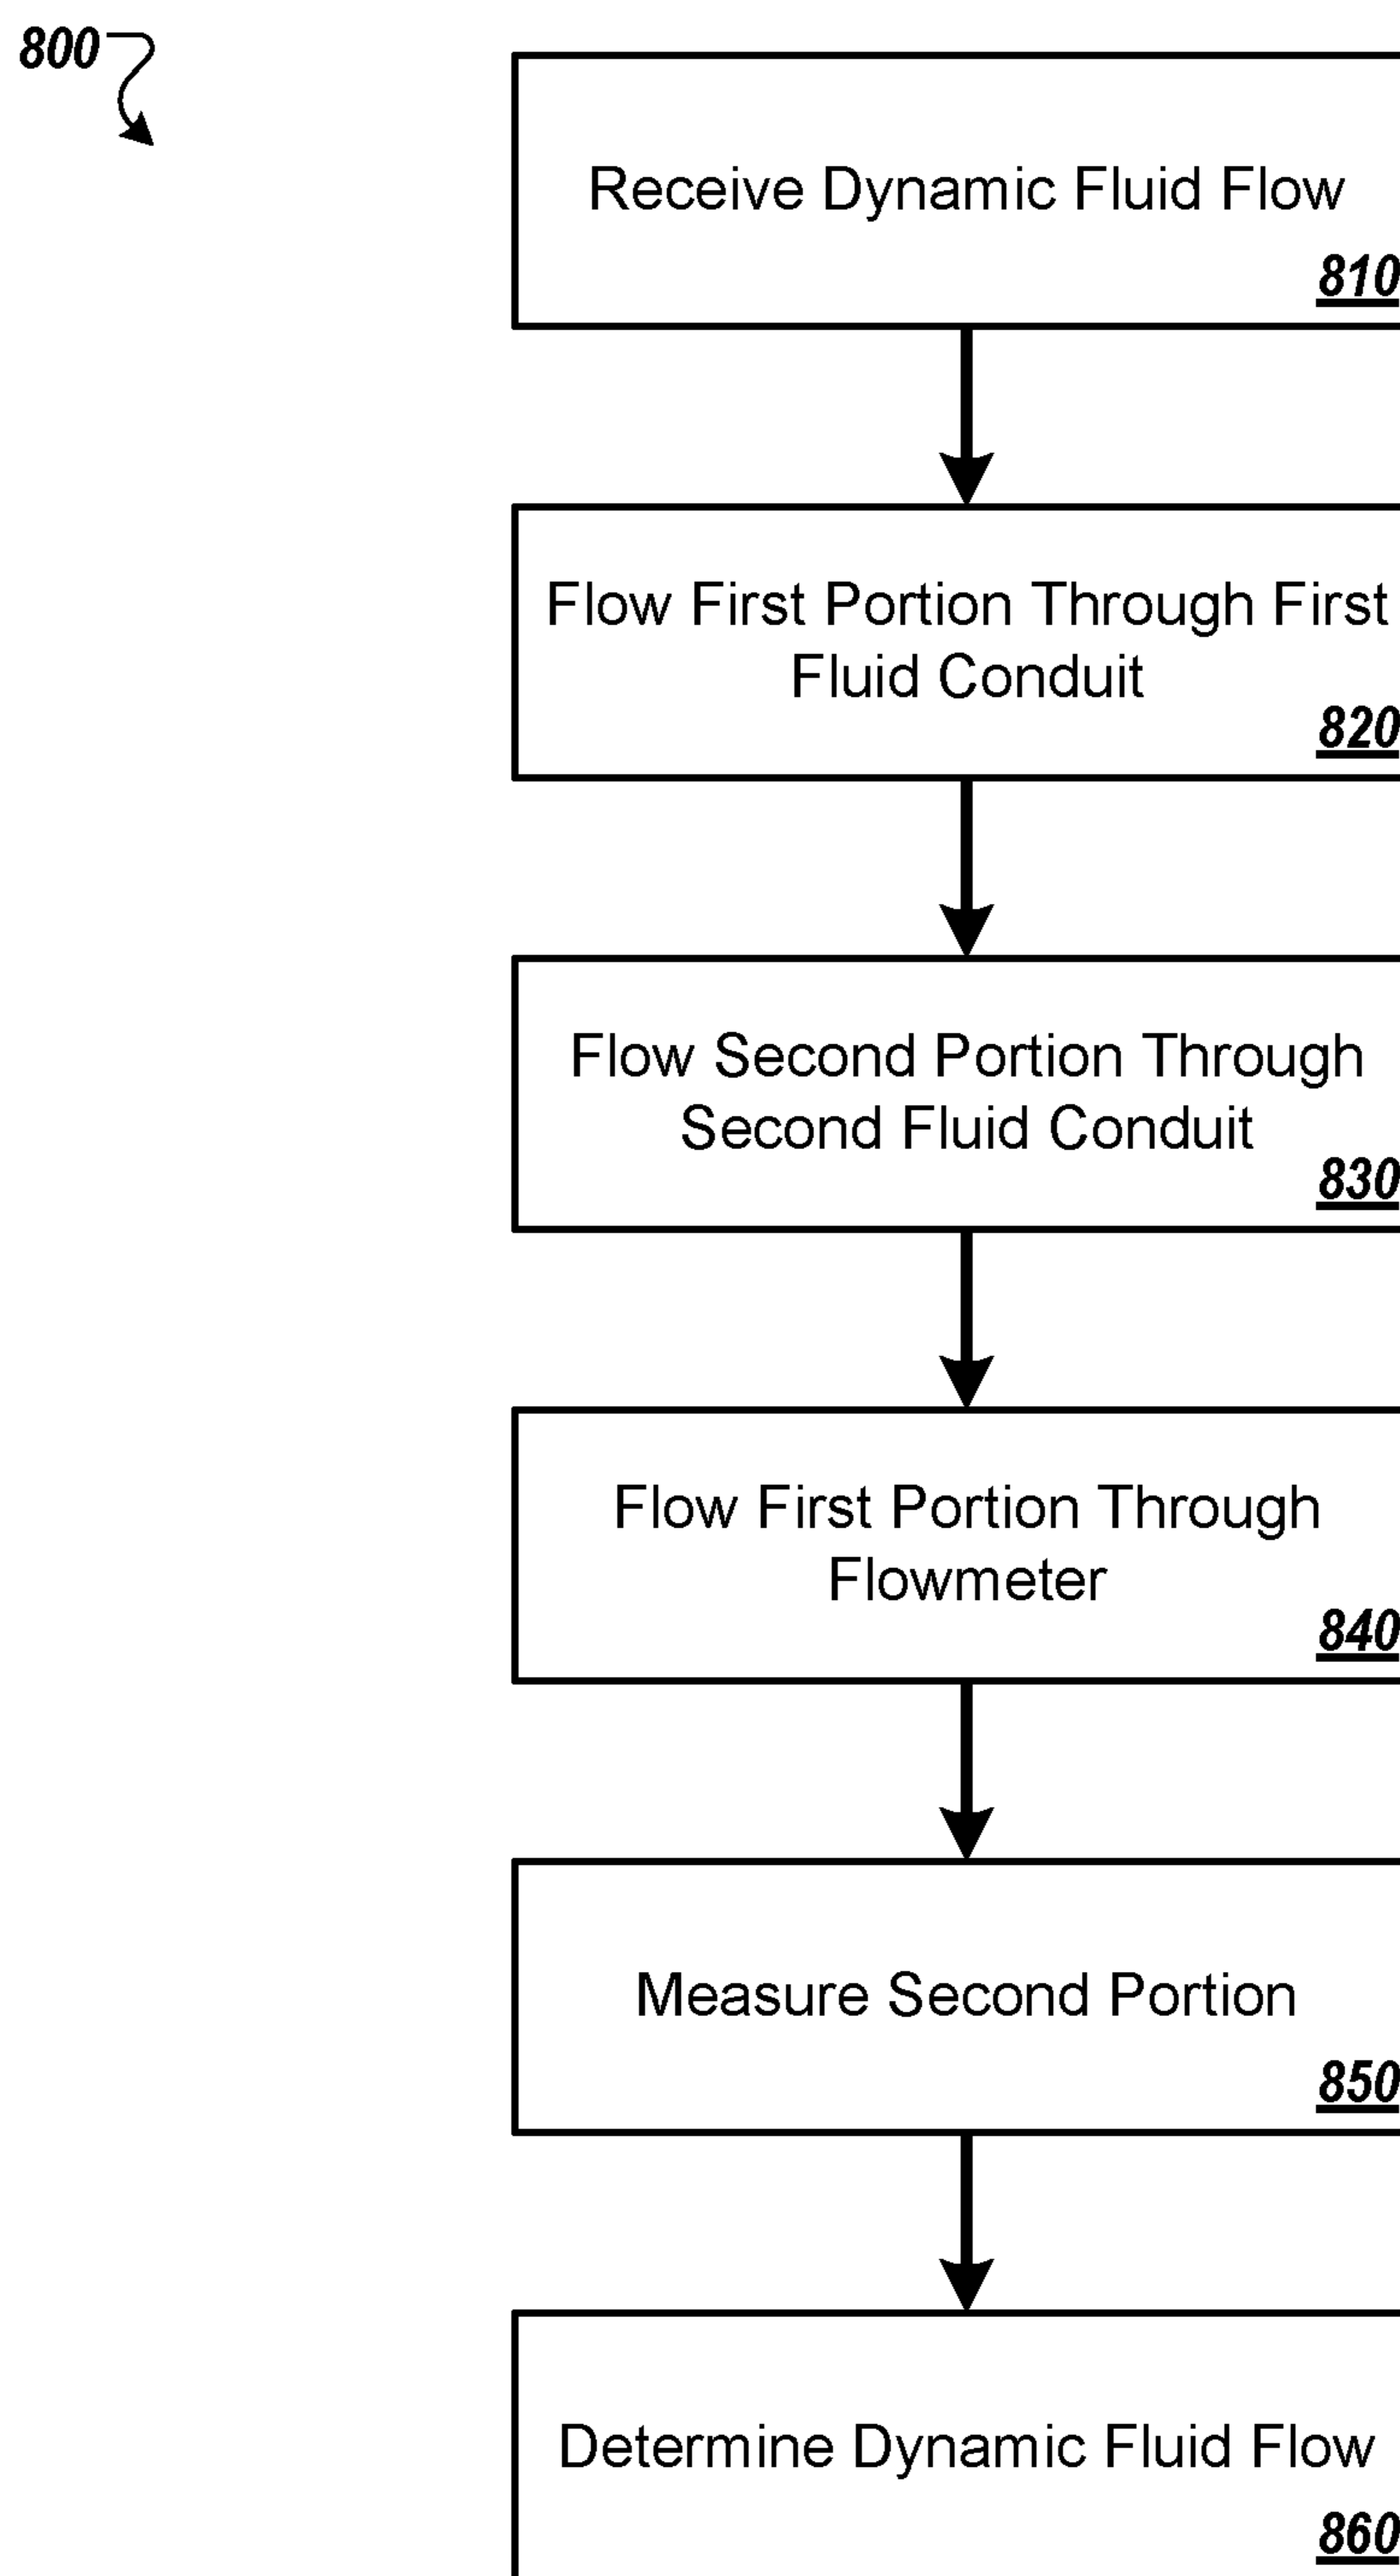 800
Receive Dynamic Fluid Flow
810
Flow First Portion Through First
Fluid Conduit
820
Flow Second Portion Through
Second Fluid Conduit
830
Flow First Portion Through
Flowmeter
840
Measure Second Portion
850
Determine Dynamic Fluid Flow
860